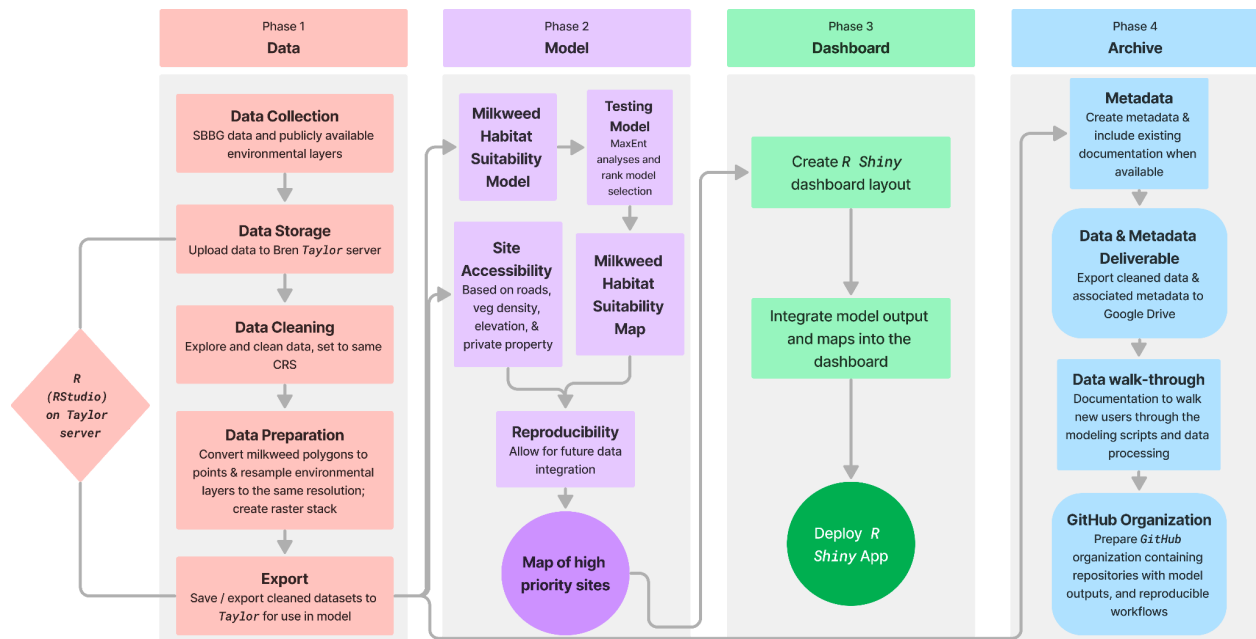 Phase 1
Data
Data Collection
SBBG data and publicly available
environmental layers
Data Storage
Upload data to Bren Taylor server
Data Cleaning
Explore and clean data, set to same
CRS
Data Preparation
Convert milkweed polygons to
points & resample environmental
layers to the same resolution;
create raster stack
Export
Save / export cleaned datasets to
Taylor for use in model
R
(RStudio)
on Taylor
server
Phase 2
Model
Milkweed
Habitat
Suitability
Model
Testing
Model
MaxEnt
analyses and
rank model
selection
Site
Accessibility
Based on roads,
veg density,
elevation, &
private property
Milkweed
Habitat
Suitability
Map
Reproducibility
Allow for future data
integration
Map of high
priority sites
Phase 3
Dashboard
Create R Shiny
dashboard layout
Integrate model output
and maps into the
dashboard
Deploy R
Shiny App
Phase 4
Archive
Metadata
Create metadata &
include existing
documentation when
available
Data & Metadata
Deliverable
Export cleaned data &
associated metadata to
Google Drive
Data walk-through
Documentation to walk
new users through the
modeling scripts and data
processing
GitHub Organization
Prepare GitHub
organization containing
repositories with model
outputs, and reproducible
workflows